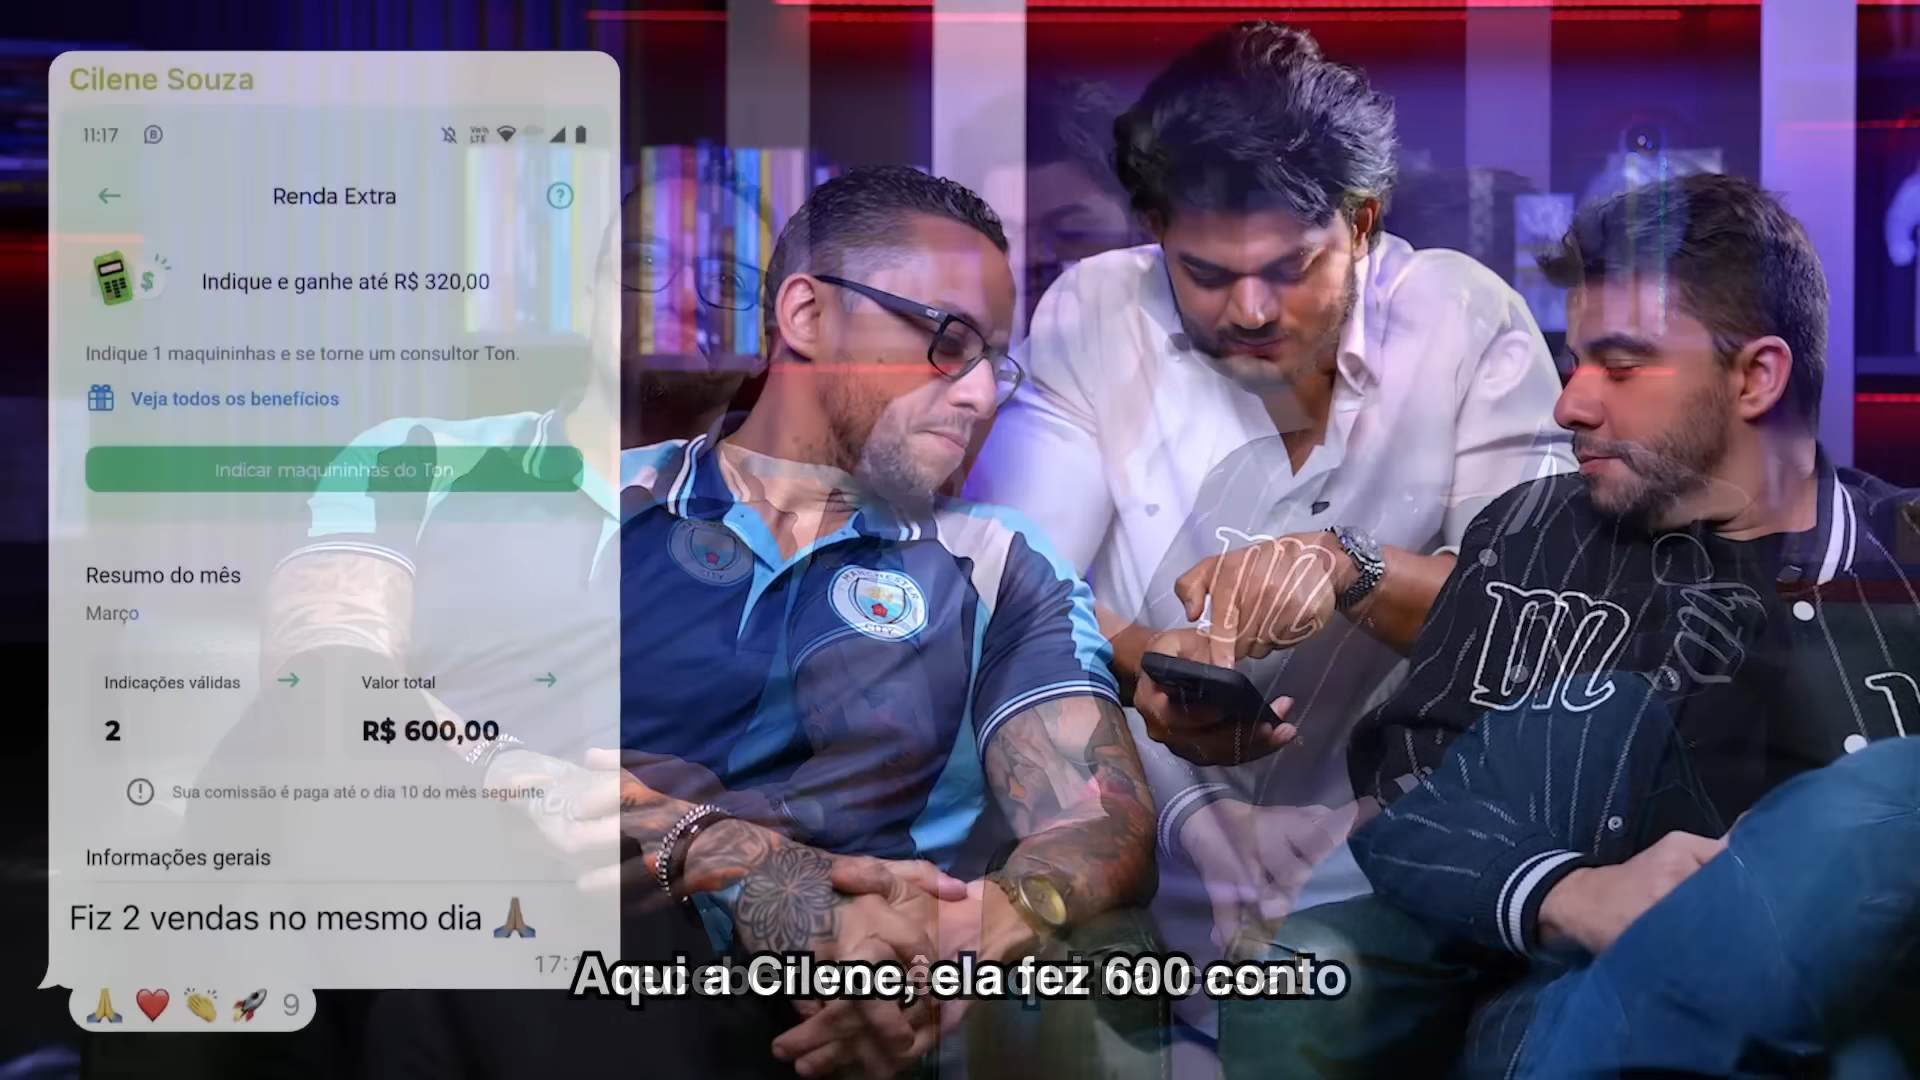 Cilene Souza
11:17
Renda Extra
Indique e ganhe até R$ 320,00
Indique 1 maquininhas e se torne um consultor Ton.
Veja todos os benefícios
Indicar maquininhas do Ton
Resumo do mês
Março
Indicações válidas
Valor total
2
R$ 600,00
Sua comissão é paga até o dia 10 do mês seguinte
Informações gerais
Fiz 2 vendas no mesmo dia 🙏🏽
🙏🏽 ❤️ 👏 🚀 9
Aqui a Cilene, ela fez 600 conto
MANCHESTER
CITY